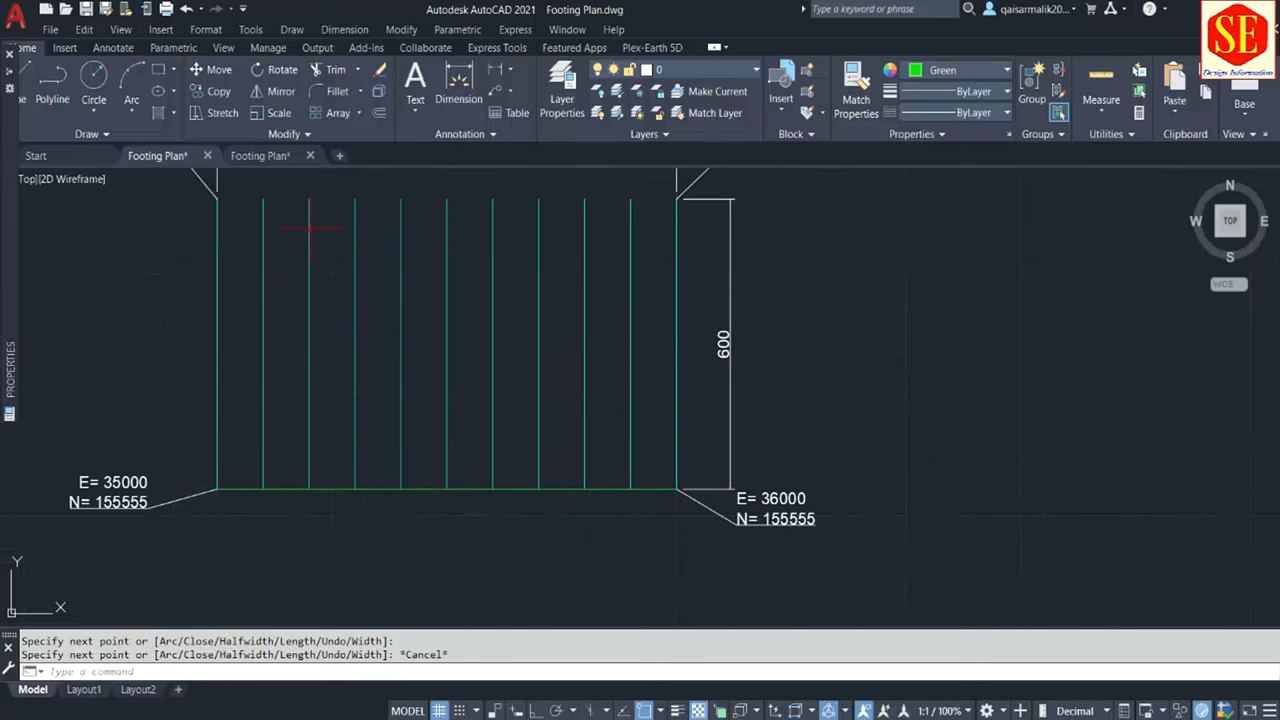 Autodesk AutoCAD 2021 Footing Plan.dwg
Type a keyword or phrase
qaisarmalik20...
SE
Design Information
File Edit View Insert Format Tools Draw Dimension Modify Parametric Express Window Help
Home Insert Annotate Parametric View Manage Output Add-ins Collaborate Express Tools Featured Apps Plex-Earth 5D
Polyline Circle Arc
Draw
Move Rotate Trim
Copy Mirror Fillet
Stretch Scale Array
Modify
Text Dimension Table
Annotation
Layer Properties
0
Make Current
Match Layer
Layers
Insert
Block
Match Properties
Green
ByLayer
ByLayer
Properties
Group
Groups
Measure
Utilities
Paste
Clipboard
Base
View
Start Footing Plan* Footing Plan*
Top][2D Wireframe]
N
W TOP E
S
WCS
PROPERTIES
600
E= 35000
N= 155555
E= 36000
N= 155555
Y
X
Specify next point or [Arc/Close/Halfwidth/Length/Undo/Width]:
Specify next point or [Arc/Close/Halfwidth/Length/Undo/Width]: *Cancel*
Type a command
Model Layout1 Layout2
MODEL 1:1 / 100% Decimal